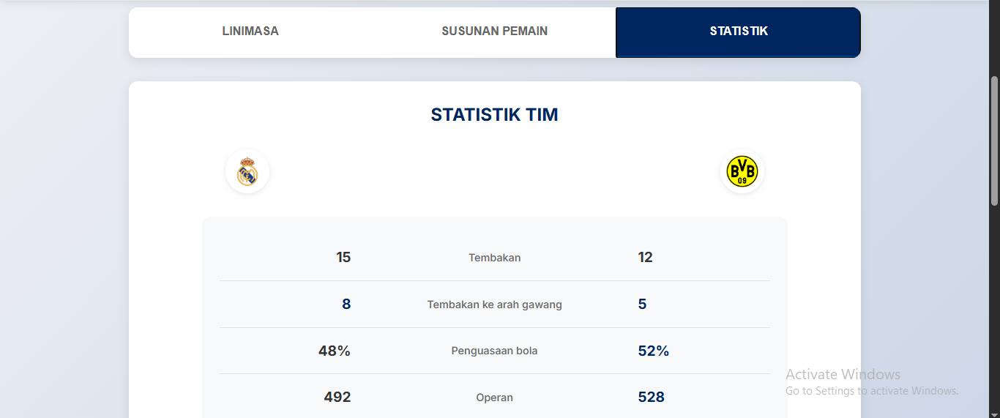 LINIMASA SUSUNAN PEMAIN STATISTIK
STATISTIK TIM
BVB
09
15 Tembakan 12
8 Tembakan ke arah gawang 5
48% Penguasaan bola 52%
492 Operan 528
Activate Windows
Go to Settings to activate Windows.